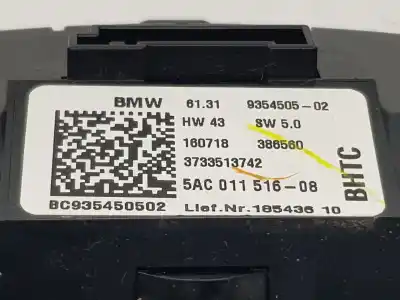 BMW 61.31 9354505-02
HW 43 SW 5.0
160718 386560
3733513742
5AC 011 516-08
BC935450502 Lief.Nr.185436 10
BHTC